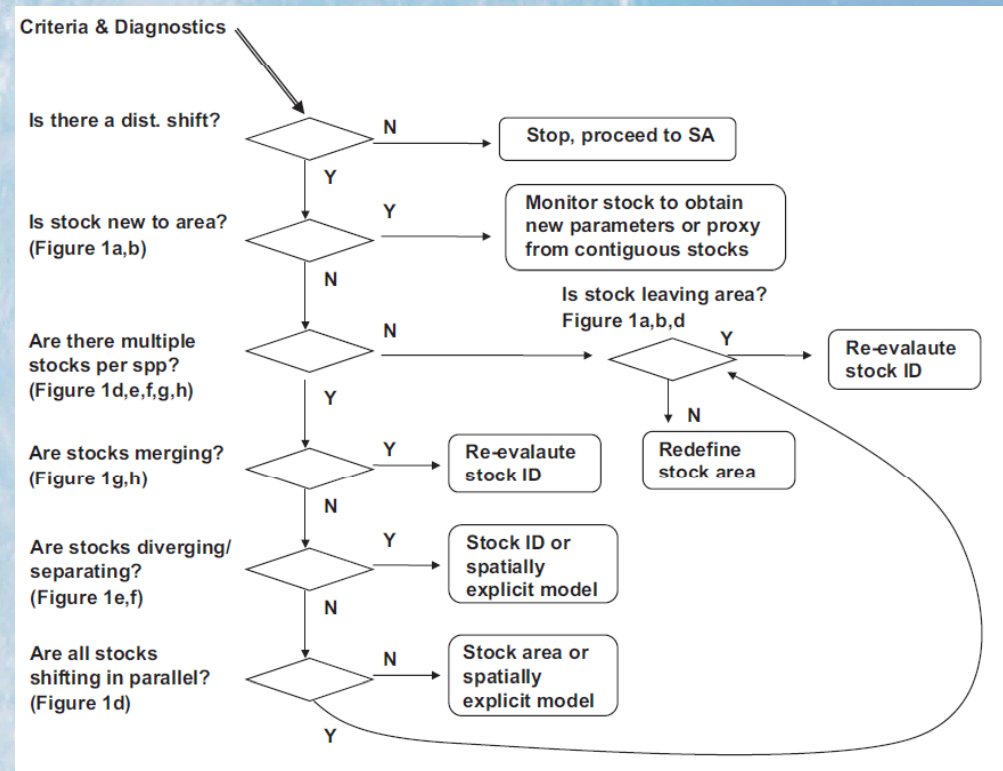 Criteria & Diagnostics
Is there a dist. shift?
N
Stop, proceed to SA
Y
Is stock new to area?
(Figure 1a,b)
Y
Monitor stock to obtain
new parameters or proxy
from contiguous stocks
N
Are there multiple
stocks per spp?
(Figure 1d,e,f,g,h)
N
Is stock leaving area?
Figure 1a,b,d
Y
Re-evalaute
stock ID
N
Redefine
stock area
Y
Are stocks merging?
(Figure 1g,h)
Y
Re-evalaute
stock ID
N
Are stocks diverging/
separating?
(Figure 1e,f)
Y
Stock ID or
spatially
explicit model
N
Are all stocks
shifting in parallel?
(Figure 1d)
N
Stock area or
spatially
explicit model
Y